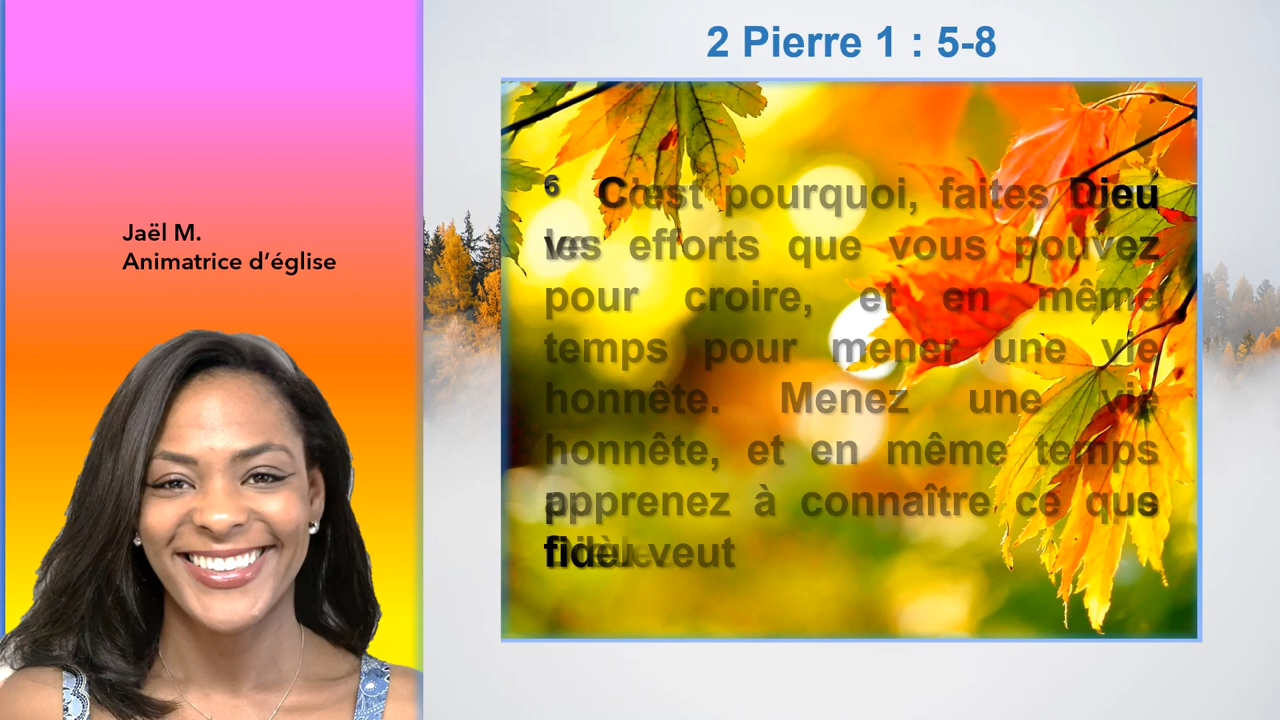 2 Pierre 1 : 5-8
Jaël M.
Animatrice d’église
6 C'est pourquoi, faites Dieu
les efforts que vous pouvez
pour croire, et en même
temps pour mener une vie
honnête. Menez une vie
honnête, et en même temps
apprenez à connaître ce que
veut